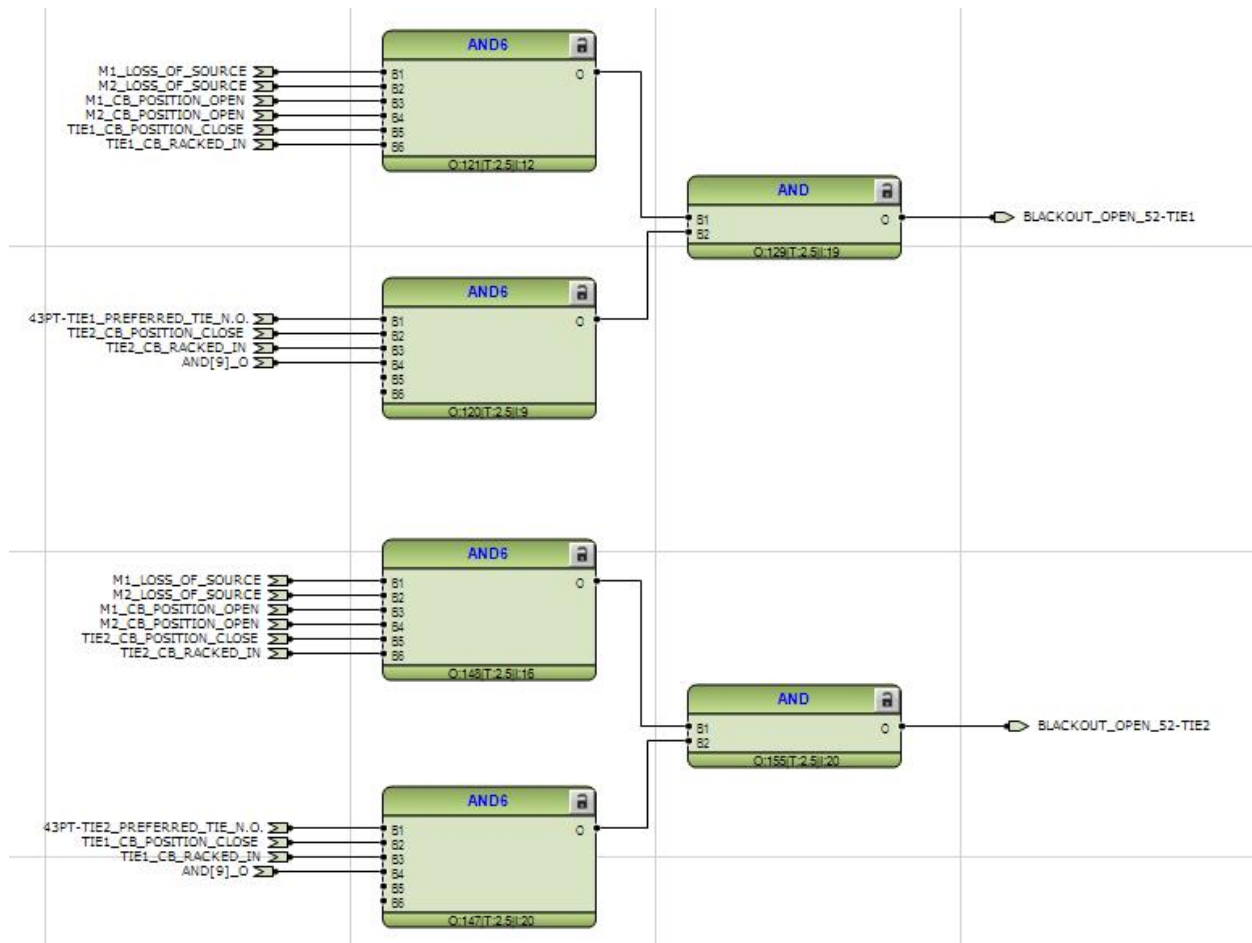 AND6
M1_LOSS_OF_SOURCE
M2_LOSS_OF_SOURCE
M1_CB_POSITION_OPEN
M2_CB_POSITION_OPEN
TIE1_CB_POSITION_CLOSE
TIE1_CB_RACKED_IN
B1
B2
B3
B4
B5
B6
O
O:121|T:2.5|I:12
AND
B1
B2
O
O:129|T:2.5|I:19
BLACKOUT_OPEN_52-TIE1
AND6
43PT-TIE1_PREFERRED_TIE_N.O.
TIE2_CB_POSITION_CLOSE
TIE2_CB_RACKED_IN
AND[9]_O
B1
B2
B3
B4
B5
B6
O
O:120|T:2.5|I:9
AND6
M1_LOSS_OF_SOURCE
M2_LOSS_OF_SOURCE
M1_CB_POSITION_OPEN
M2_CB_POSITION_OPEN
TIE2_CB_POSITION_CLOSE
TIE2_CB_RACKED_IN
B1
B2
B3
B4
B5
B6
O
O:148|T:2.5|I:16
AND
B1
B2
O
O:155|T:2.5|I:20
BLACKOUT_OPEN_52-TIE2
AND6
43PT-TIE2_PREFERRED_TIE_N.O.
TIE1_CB_POSITION_CLOSE
TIE1_CB_RACKED_IN
AND[9]_O
B1
B2
B3
B4
B5
B6
O
O:147|T:2.5|I:20